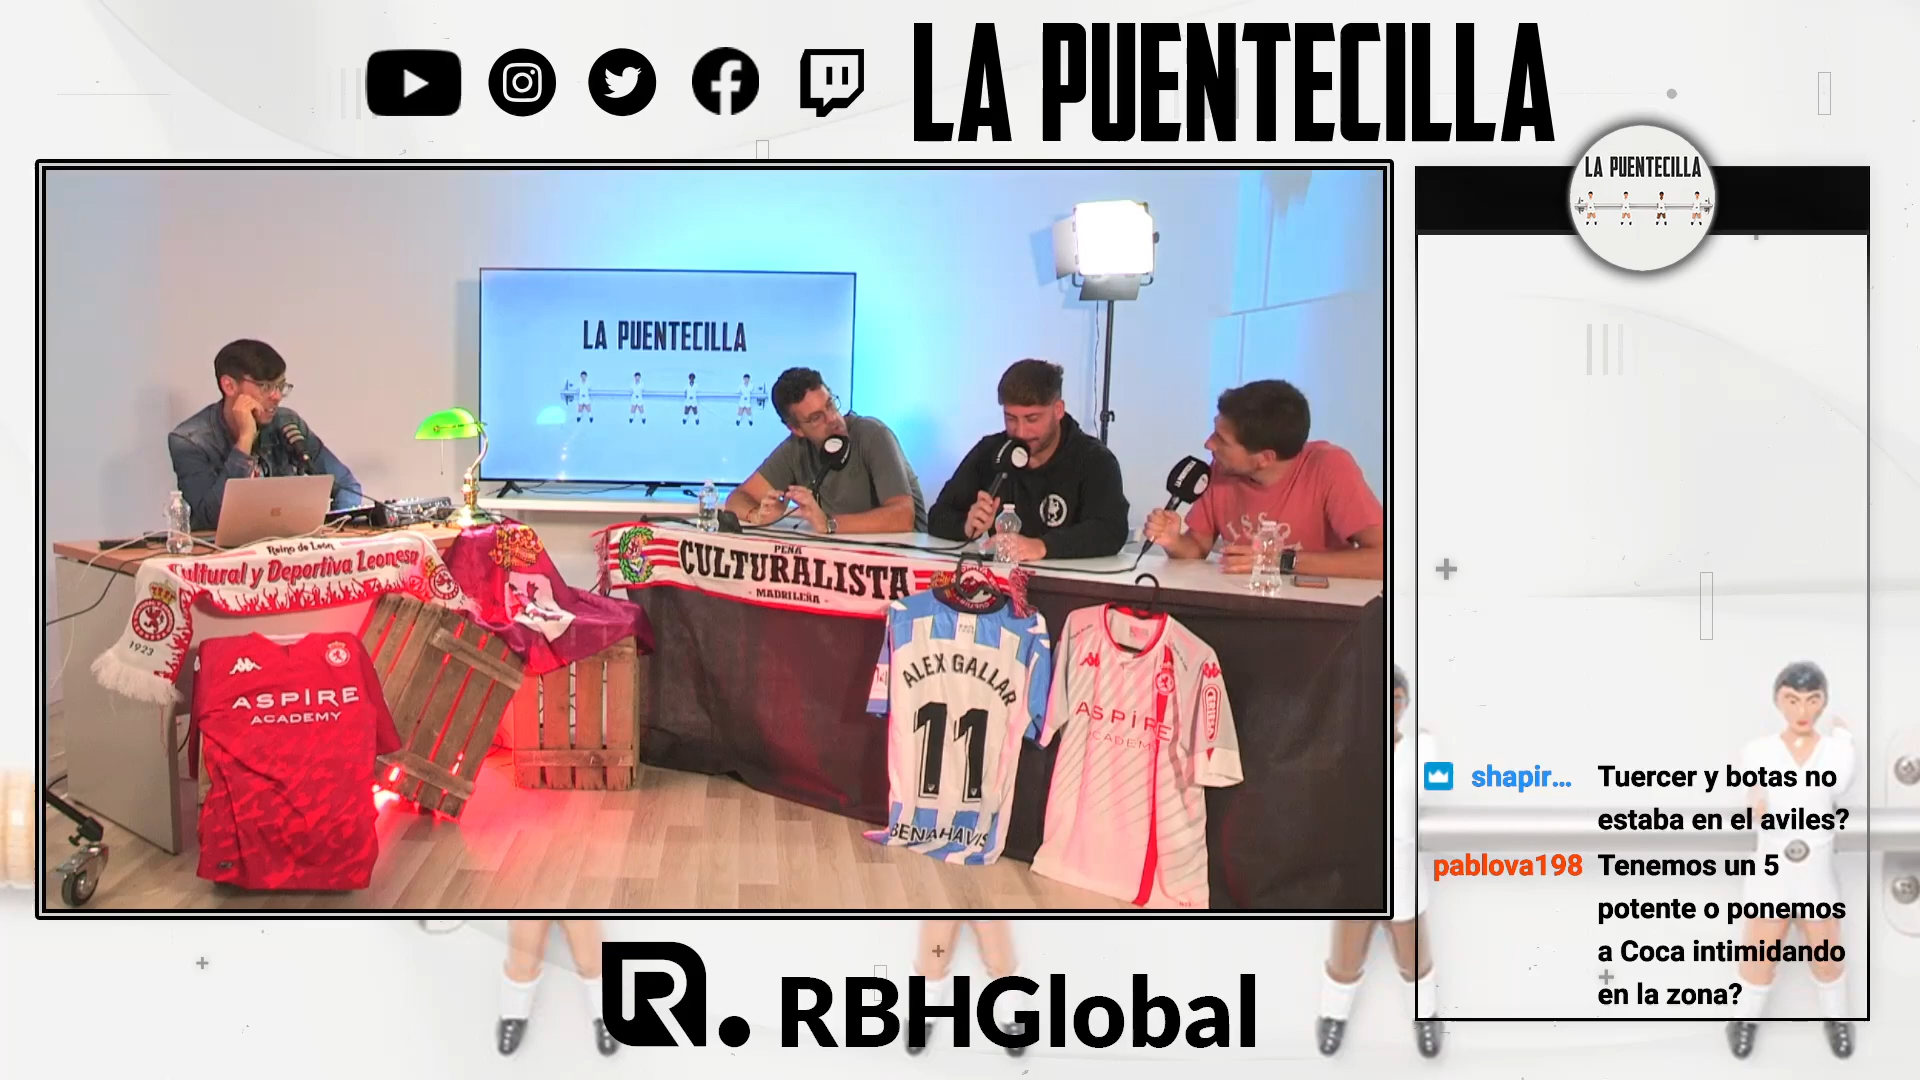 LA PUENTECILLA
LA PUENTECILLA
LA PUENTECILLA
Reino de León
Cultural y Deportiva Leonesa
1923
PEÑA
CULTURALISTA
- MADRILEÑA -
ASPIRE
ACADEMY
ALEX GALLAR
11
BENAHAVIS
ASPIRE
ACADEMY
shapir... Tuercer y botas no
estaba en el aviles?
pablova198 Tenemos un 5
potente o ponemos
a Coca intimidando
en la zona?
R. RBHGlobal